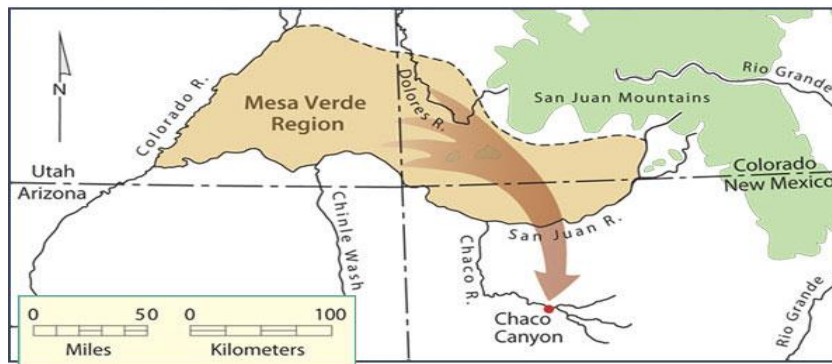 Rio Grande
Colorado R.
Dolores R.
San Juan Mountains
N
Mesa Verde
Region
Utah
Arizona
Colorado
New Mexico
San Juan R.
Chinle Wash
Chaco R.
Rio Grande
0 50
Miles
0 100
Kilometers
Chaco
Canyon